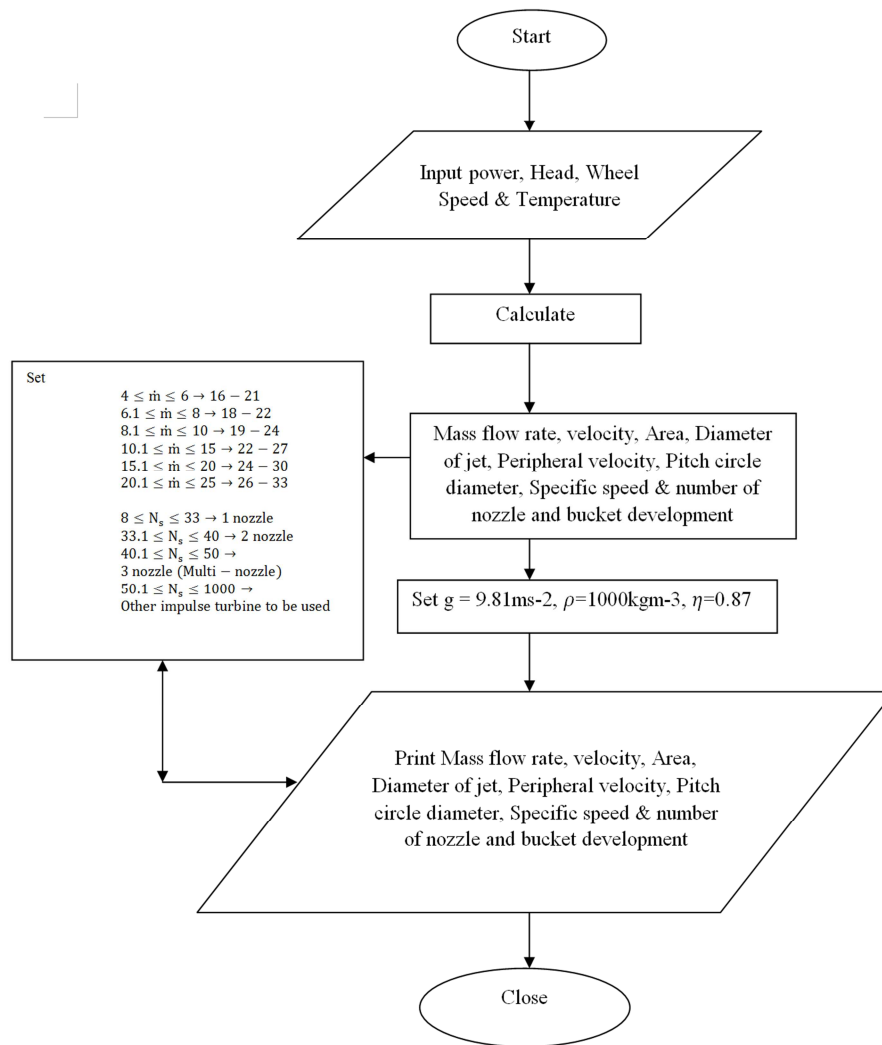 Start
Input power, Head, Wheel
Speed & Temperature
Calculate
Set
4 ≤ ṁ ≤ 6 → 16 − 21
6.1 ≤ ṁ ≤ 8 → 18 − 22
8.1 ≤ ṁ ≤ 10 → 19 − 24
10.1 ≤ ṁ ≤ 15 → 22 − 27
15.1 ≤ ṁ ≤ 20 → 24 − 30
20.1 ≤ ṁ ≤ 25 → 26 − 33
8 ≤ Nₛ ≤ 33 → 1 nozzle
33.1 ≤ Nₛ ≤ 40 → 2 nozzle
40.1 ≤ Nₛ ≤ 50 →
3 nozzle (Multi − nozzle)
50.1 ≤ Nₛ ≤ 1000 →
Other impulse turbine to be used
Mass flow rate, velocity, Area, Diameter
of jet, Peripheral velocity, Pitch circle
diameter, Specific speed & number of
nozzle and bucket development
Set g = 9.81ms-2, ρ=1000kgm-3, η=0.87
Print Mass flow rate, velocity, Area,
Diameter of jet, Peripheral velocity, Pitch
circle diameter, Specific speed & number
of nozzle and bucket development
Close